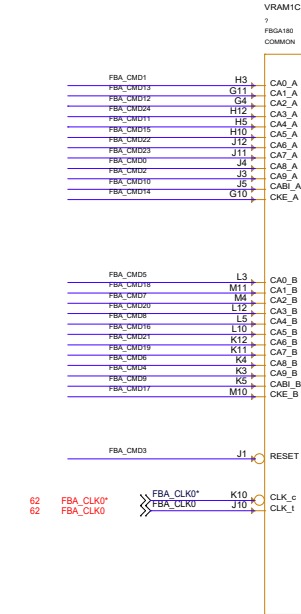 VRAM1C
?
FBGA180
COMMON
FBA_CMD1 H3 CA0_A
FBA_CMD13 G11 CA1_A
FBA_CMD12 G4 CA2_A
FBA_CMD24 H12 CA3_A
FBA_CMD11 H5 CA4_A
FBA_CMD15 H10 CA5_A
FBA_CMD22 J12 CA6_A
FBA_CMD23 J11 CA7_A
FBA_CMD0 J4 CA8_A
FBA_CMD2 J3 CA9_A
FBA_CMD10 J5 CABI_A
FBA_CMD14 G10 CKE_A
FBA_CMD5 L3 CA0_B
FBA_CMD18 M11 CA1_B
FBA_CMD7 M4 CA2_B
FBA_CMD20 L12 CA3_B
FBA_CMD8 L5 CA4_B
FBA_CMD16 L10 CA5_B
FBA_CMD21 K12 CA6_B
FBA_CMD19 K11 CA7_B
FBA_CMD6 K4 CA8_B
FBA_CMD4 K3 CA9_B
FBA_CMD9 K5 CABI_B
FBA_CMD17 M10 CKE_B
FBA_CMD3 J1 RESET
62 FBA_CLK0* FBA_CLK0* K10 CLK_c
62 FBA_CLK0 FBA_CLK0 J10 CLK_t